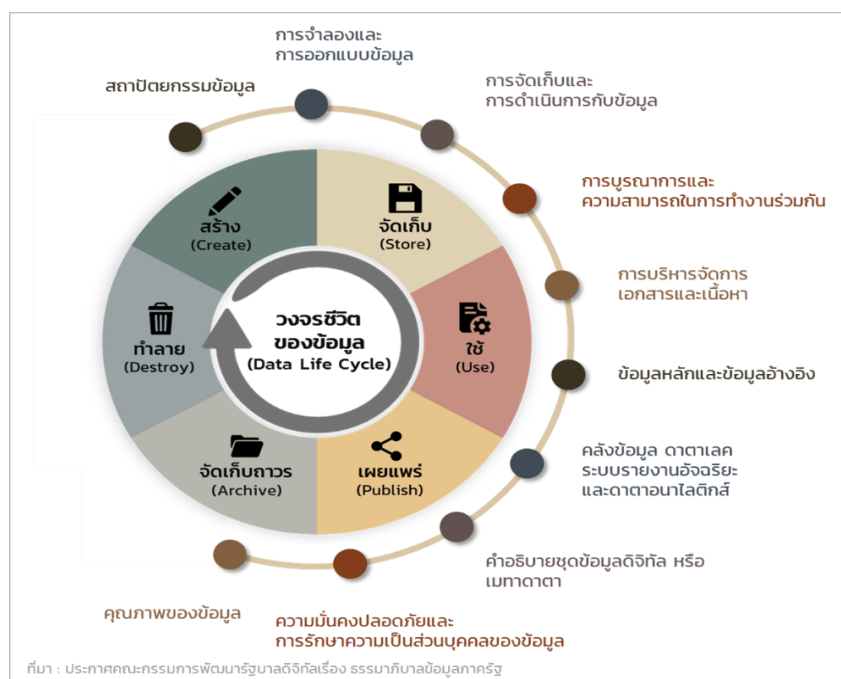 การจำลองและ
การออกแบบข้อมูล
สถาปัตยกรรมข้อมูล
การจัดเก็บและ
การดำเนินการกับข้อมูล
การบูรณาการและ
ความสามารถในการทำงานร่วมกัน
การบริหารจัดการ
เอกสารและเนื้อหา
ข้อมูลหลักและข้อมูลอ้างอิง
คลังข้อมูล ดาตาเลค
ระบบรายงานอัจฉริยะ
และดาตาอนาไลติกส์
คำอธิบายชุดข้อมูลดิจิทัล หรือ
เมทาดาตา
ความมั่นคงปลอดภัยและ
การรักษาความเป็นส่วนบุคคลของข้อมูล
คุณภาพของข้อมูล
สร้าง
(Create)
จัดเก็บ
(Store)
ใช้
(Use)
เผยแพร่
(Publish)
จัดเก็บถาวร
(Archive)
ทำลาย
(Destroy)
วงจรชีวิต
ของข้อมูล
(Data Life Cycle)
ที่มา : ประกาศคณะกรรมการพัฒนารัฐบาลดิจิทัลเรื่อง ธรรมาภิบาลข้อมูลภาครัฐ